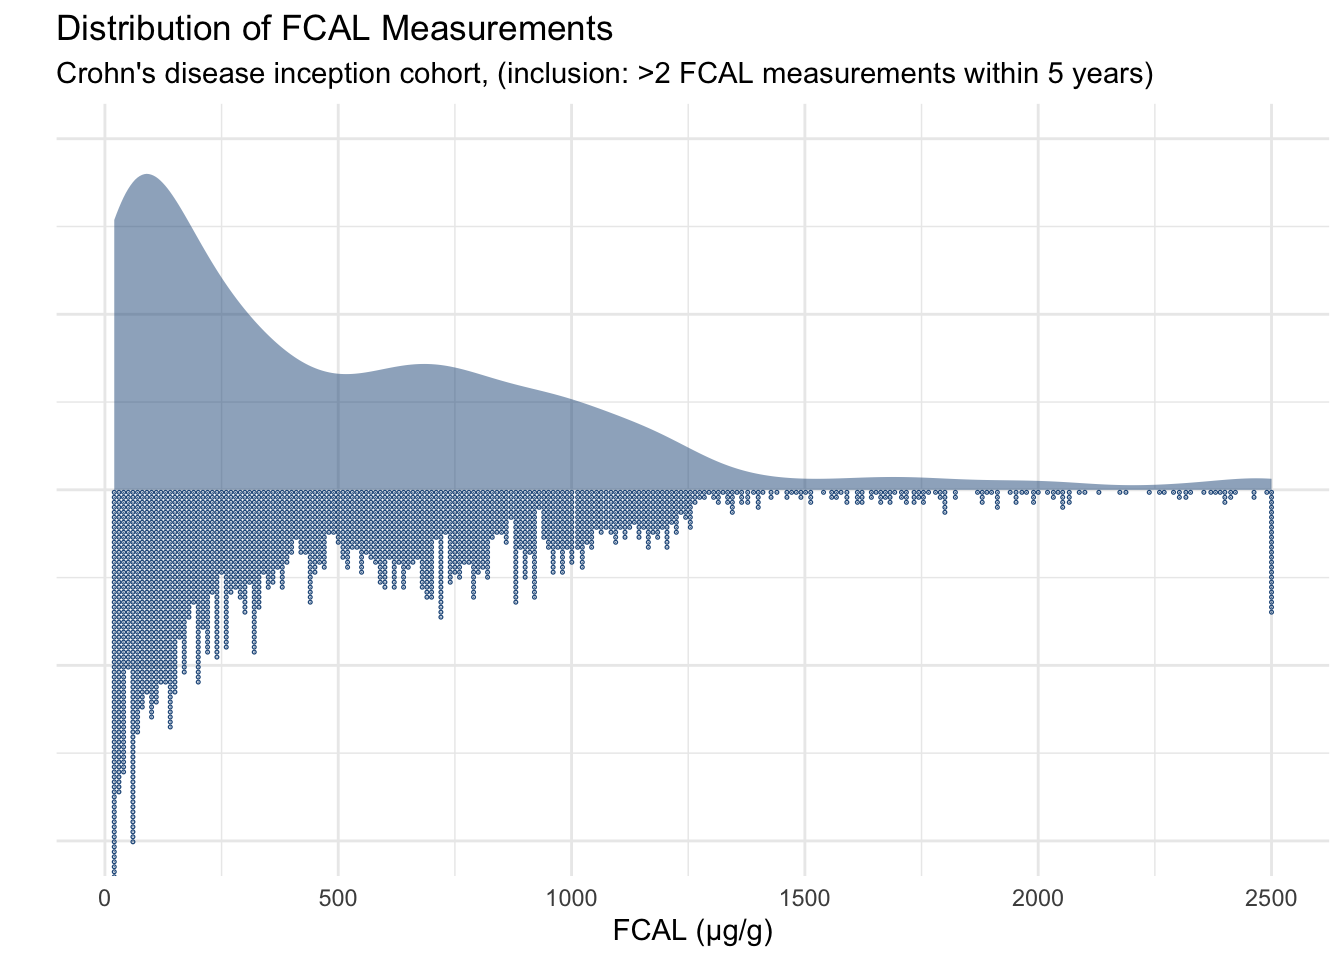 Distribution of FCAL Measurements
Crohn's disease inception cohort, (inclusion: >2 FCAL measurements within 5 years)
0 500 1000 1500 2000 2500
FCAL (μg/g)